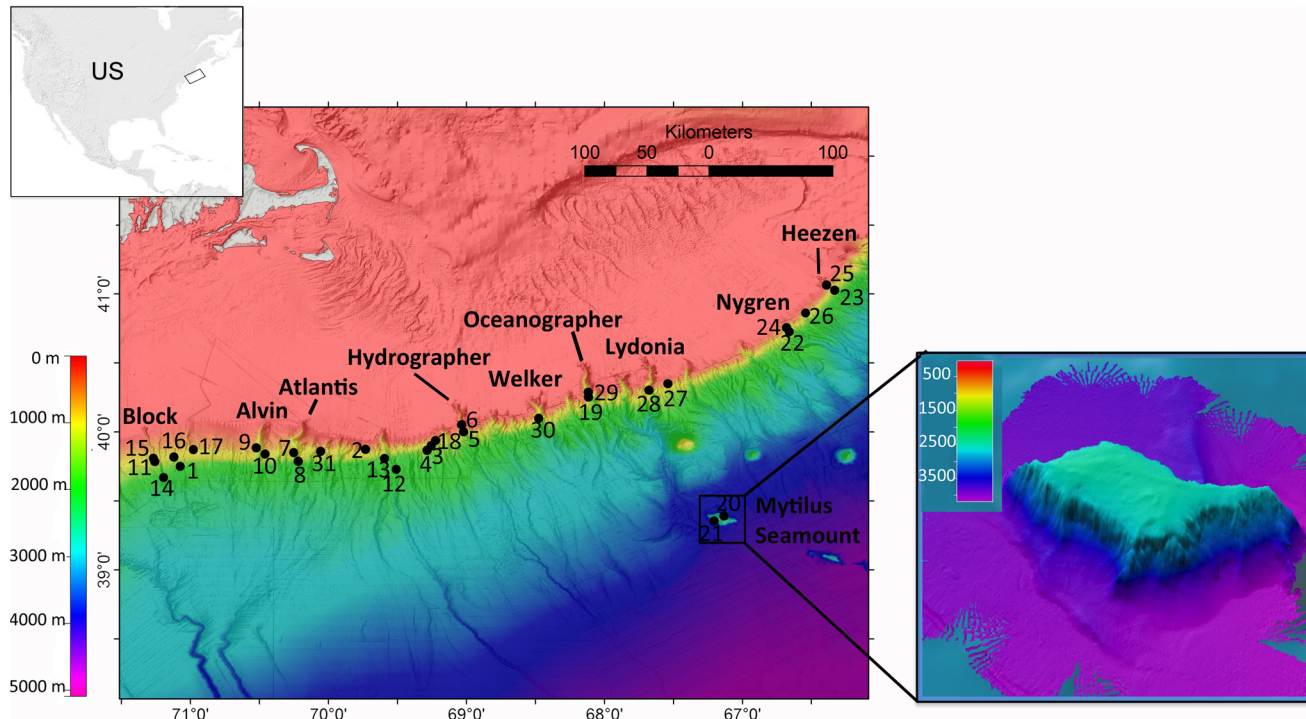 US
Kilometers
100 50 0 100
Heezen
25
23
Nygren
26
24
22
41°0'
Oceanographer
Lydonia
Hydrographer
Welker
Atlantis
Alvin
Block
0 m
1000 m
2000 m
3000 m
4000 m
5000 m
29
19
28
27
30
6
5
18
3
4
2
13
12
31
7
8
9
10
15
16
17
11
1
14
40°0'
39°0'
20
21
Mytilus
Seamount
71°0'
70°0'
69°0'
68°0'
67°0'
500
1500
2500
3500